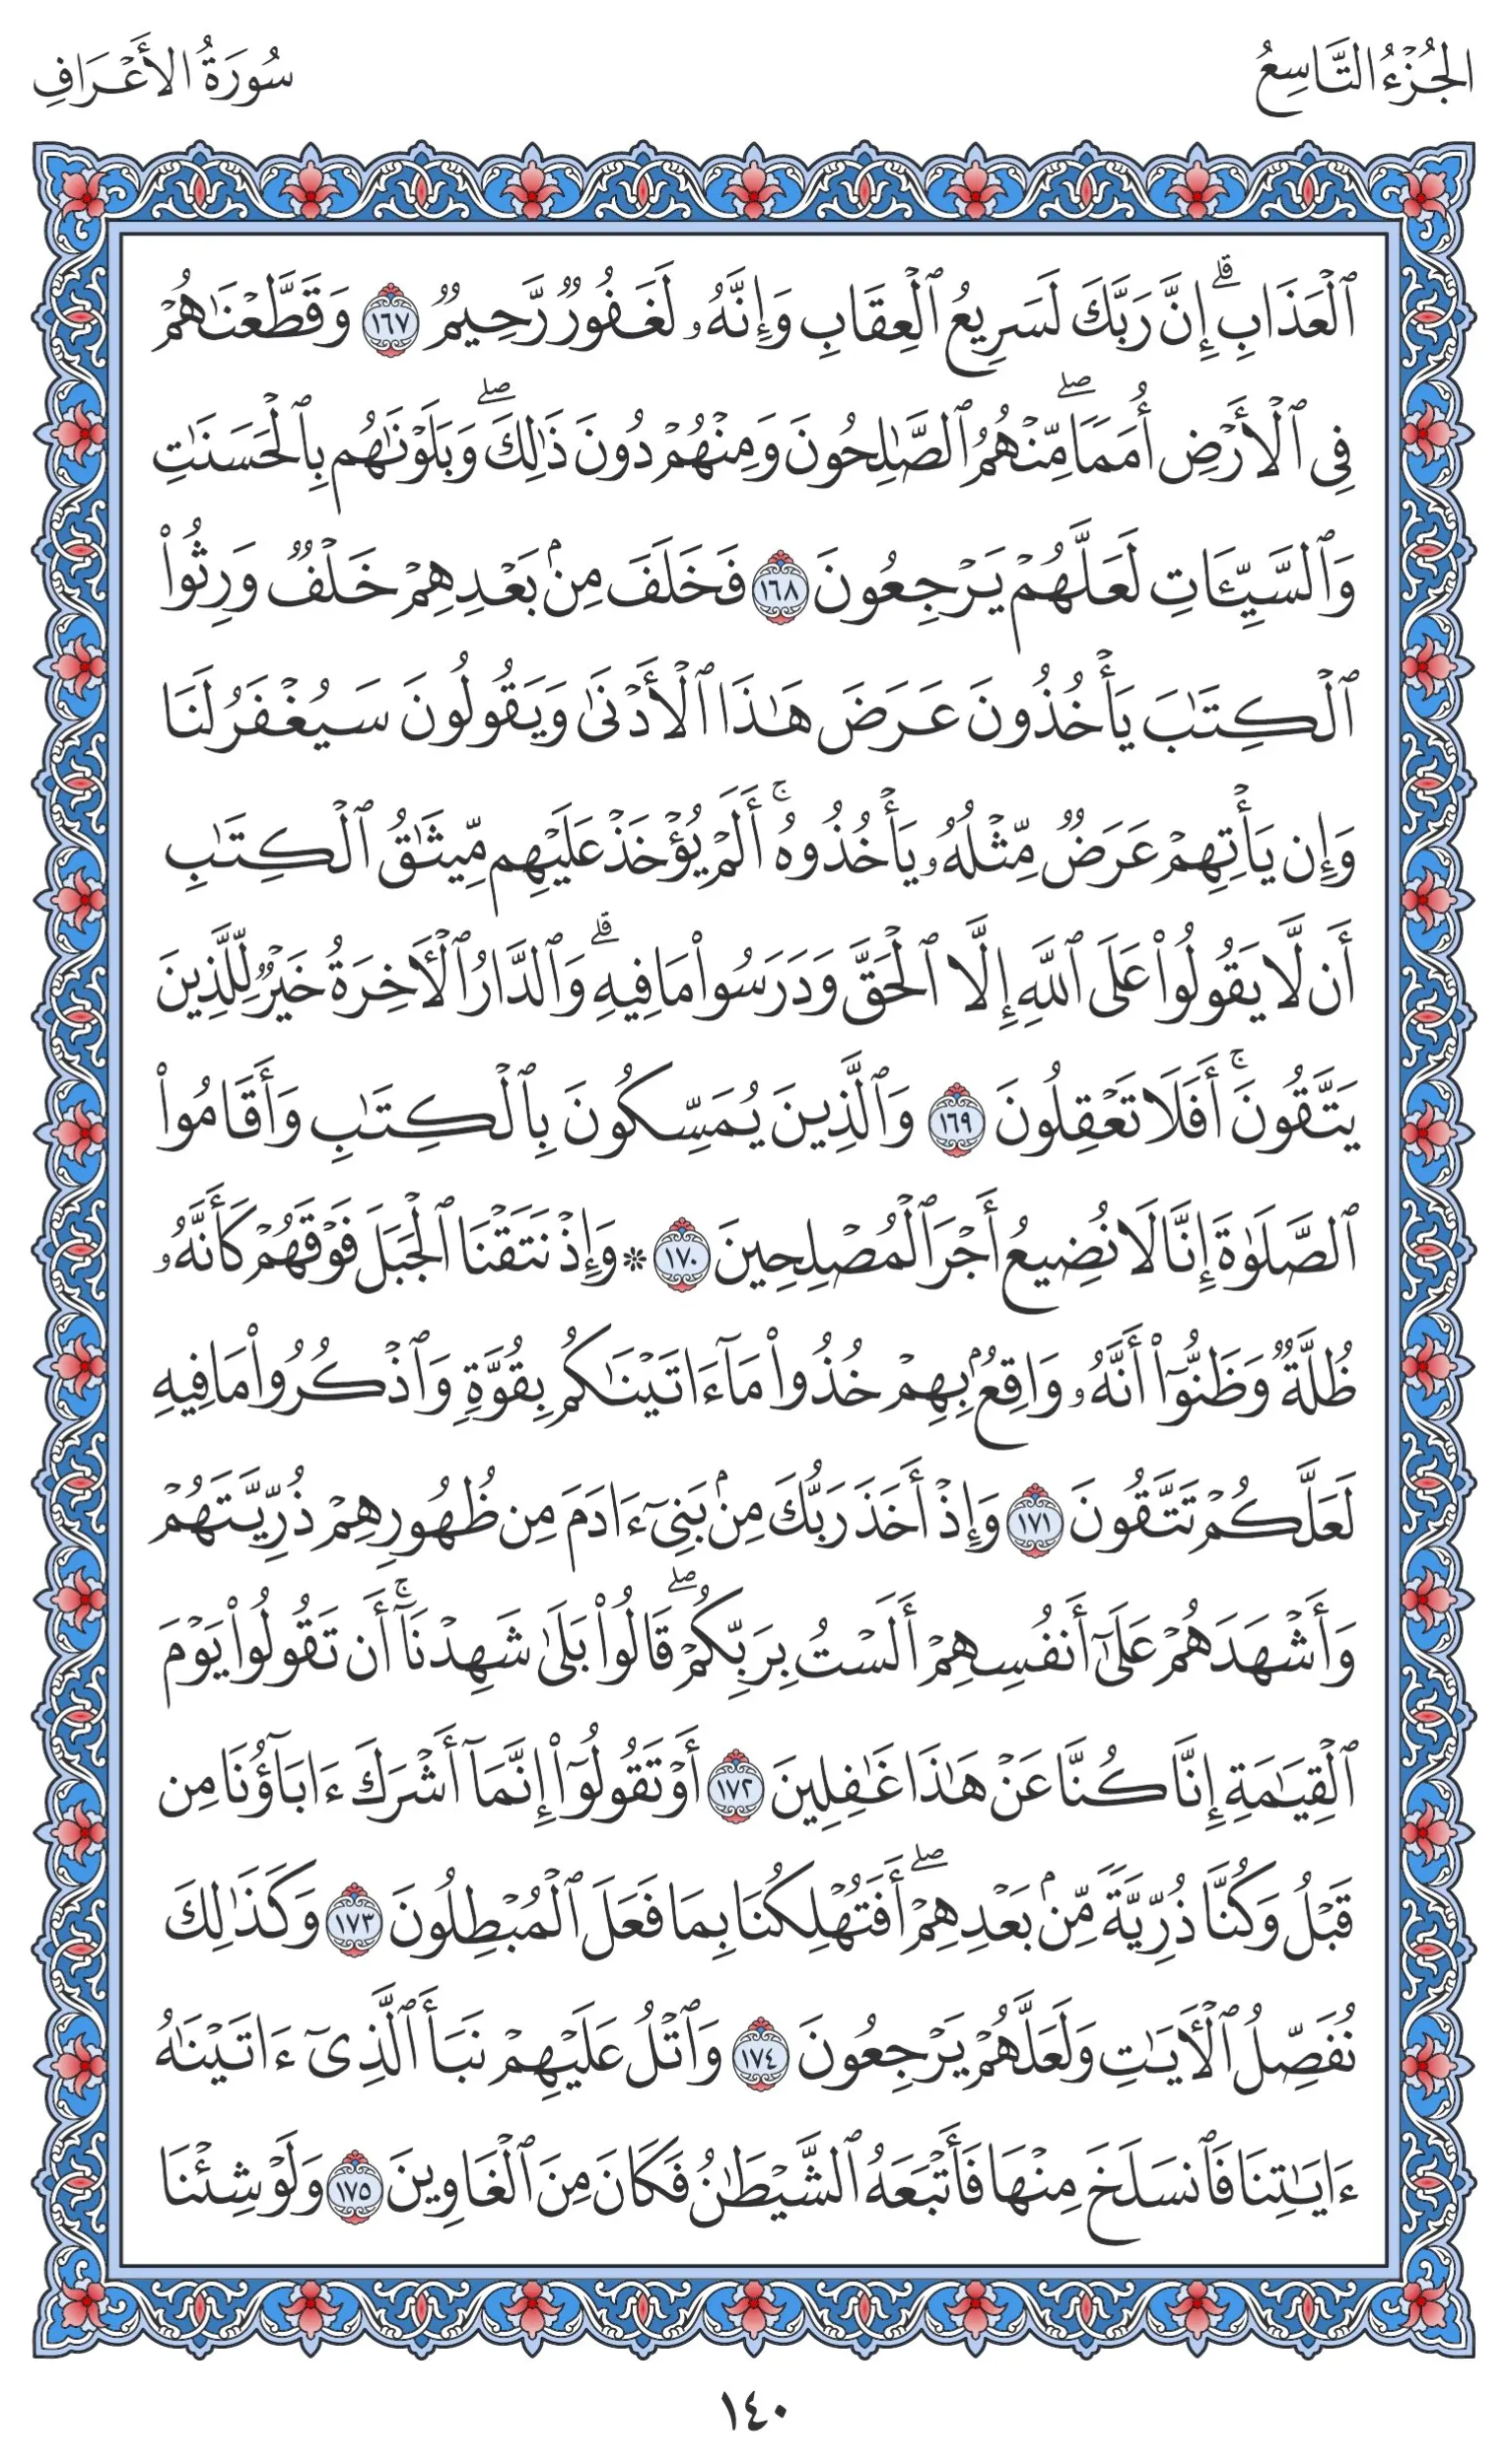 الجُزْءُ التَّاسِعُ
سُورَةُ الأَعْرَافِ
ٱلْعَذَابِۗ إِنَّ رَبَّكَ لَسَرِيعُ ٱلْعِقَابِ وَإِنَّهُۥ لَغَفُورٌ رَّحِيمٌ ١٦٧ وَقَطَّعْنَٰهُمْ
فِى ٱلْأَرْضِ أُمَمًاۖ مِّنْهُمُ ٱلصَّٰلِحُونَ وَمِنْهُمْ دُونَ ذَٰلِكَۖ وَبَلَوْنَٰهُم بِٱلْحَسَنَٰتِ
وَٱلسَّيِّـَٔاتِ لَعَلَّهُمْ يَرْجِعُونَ ١٦٨ فَخَلَفَ مِنۢ بَعْدِهِمْ خَلْفٌ وَرِثُوا۟
ٱلْكِتَٰبَ يَأْخُذُونَ عَرَضَ هَٰذَا ٱلْأَدْنَىٰ وَيَقُولُونَ سَيُغْفَرُ لَنَا
وَإِن يَأْتِهِمْ عَرَضٌ مِّثْلُهُۥ يَأْخُذُوهُۚ أَلَمْ يُؤْخَذْ عَلَيْهِم مِّيثَٰقُ ٱلْكِتَٰبِ
أَن لَّا يَقُولُوا۟ عَلَى ٱللَّهِ إِلَّا ٱلْحَقَّ وَدَرَسُوا۟ مَا فِيهِۗ وَٱلدَّارُ ٱلْـَٔاخِرَةُ خَيْرٌ لِّلَّذِينَ
يَتَّقُونَۚ أَفَلَا تَعْقِلُونَ ١٦٩ وَٱلَّذِينَ يُمَسِّكُونَ بِٱلْكِتَٰبِ وَأَقَامُوا۟
ٱلصَّلَوٰةَ إِنَّا لَا نُضِيعُ أَجْرَ ٱلْمُصْلِحِينَ ١٧٠ * وَإِذْ نَتَقْنَا ٱلْجَبَلَ فَوْقَهُمْ كَأَنَّهُۥ
ظُلَّةٌ وَظَنُّوٓا۟ أَنَّهُۥ وَاقِعٌۢ بِهِمْ خُذُوا۟ مَآ ءَاتَيْنَٰكُم بِقُوَّةٍ وَٱذْكُرُوا۟ مَا فِيهِ
لَعَلَّكُمْ تَتَّقُونَ ١٧١ وَإِذْ أَخَذَ رَبُّكَ مِنۢ بَنِىٓ ءَادَمَ مِن ظُهُورِهِمْ ذُرِّيَّتَهُمْ
وَأَشْهَدَهُمْ عَلَىٰٓ أَنفُسِهِمْ أَلَسْتُ بِرَبِّكُمْۖ قَالُوا۟ بَلَىٰ شَهِدْنَآۚ أَن تَقُولُوا۟ يَوْمَ
ٱلْقِيَٰمَةِ إِنَّا كُنَّا عَنْ هَٰذَا غَٰفِلِينَ ١٧٢ أَوْ تَقُولُوٓا۟ إِنَّمَآ أَشْرَكَ ءَابَآؤُنَا مِن
قَبْلُ وَكُنَّا ذُرِّيَّةً مِّنۢ بَعْدِهِمْۖ أَفَتُهْلِكُنَا بِمَا فَعَلَ ٱلْمُبْطِلُونَ ١٧٣ وَكَذَٰلِكَ
نُفَصِّلُ ٱلْـَٔايَٰتِ وَلَعَلَّهُمْ يَرْجِعُونَ ١٧٤ وَٱتْلُ عَلَيْهِمْ نَبَأَ ٱلَّذِىٓ ءَاتَيْنَٰهُ
ءَايَٰتِنَا فَٱنسَلَخَ مِنْهَا فَأَتْبَعَهُ ٱلشَّيْطَٰنُ فَكَانَ مِنَ ٱلْغَاوِينَ ١٧٥ وَلَوْ شِئْنَا
١٤٠